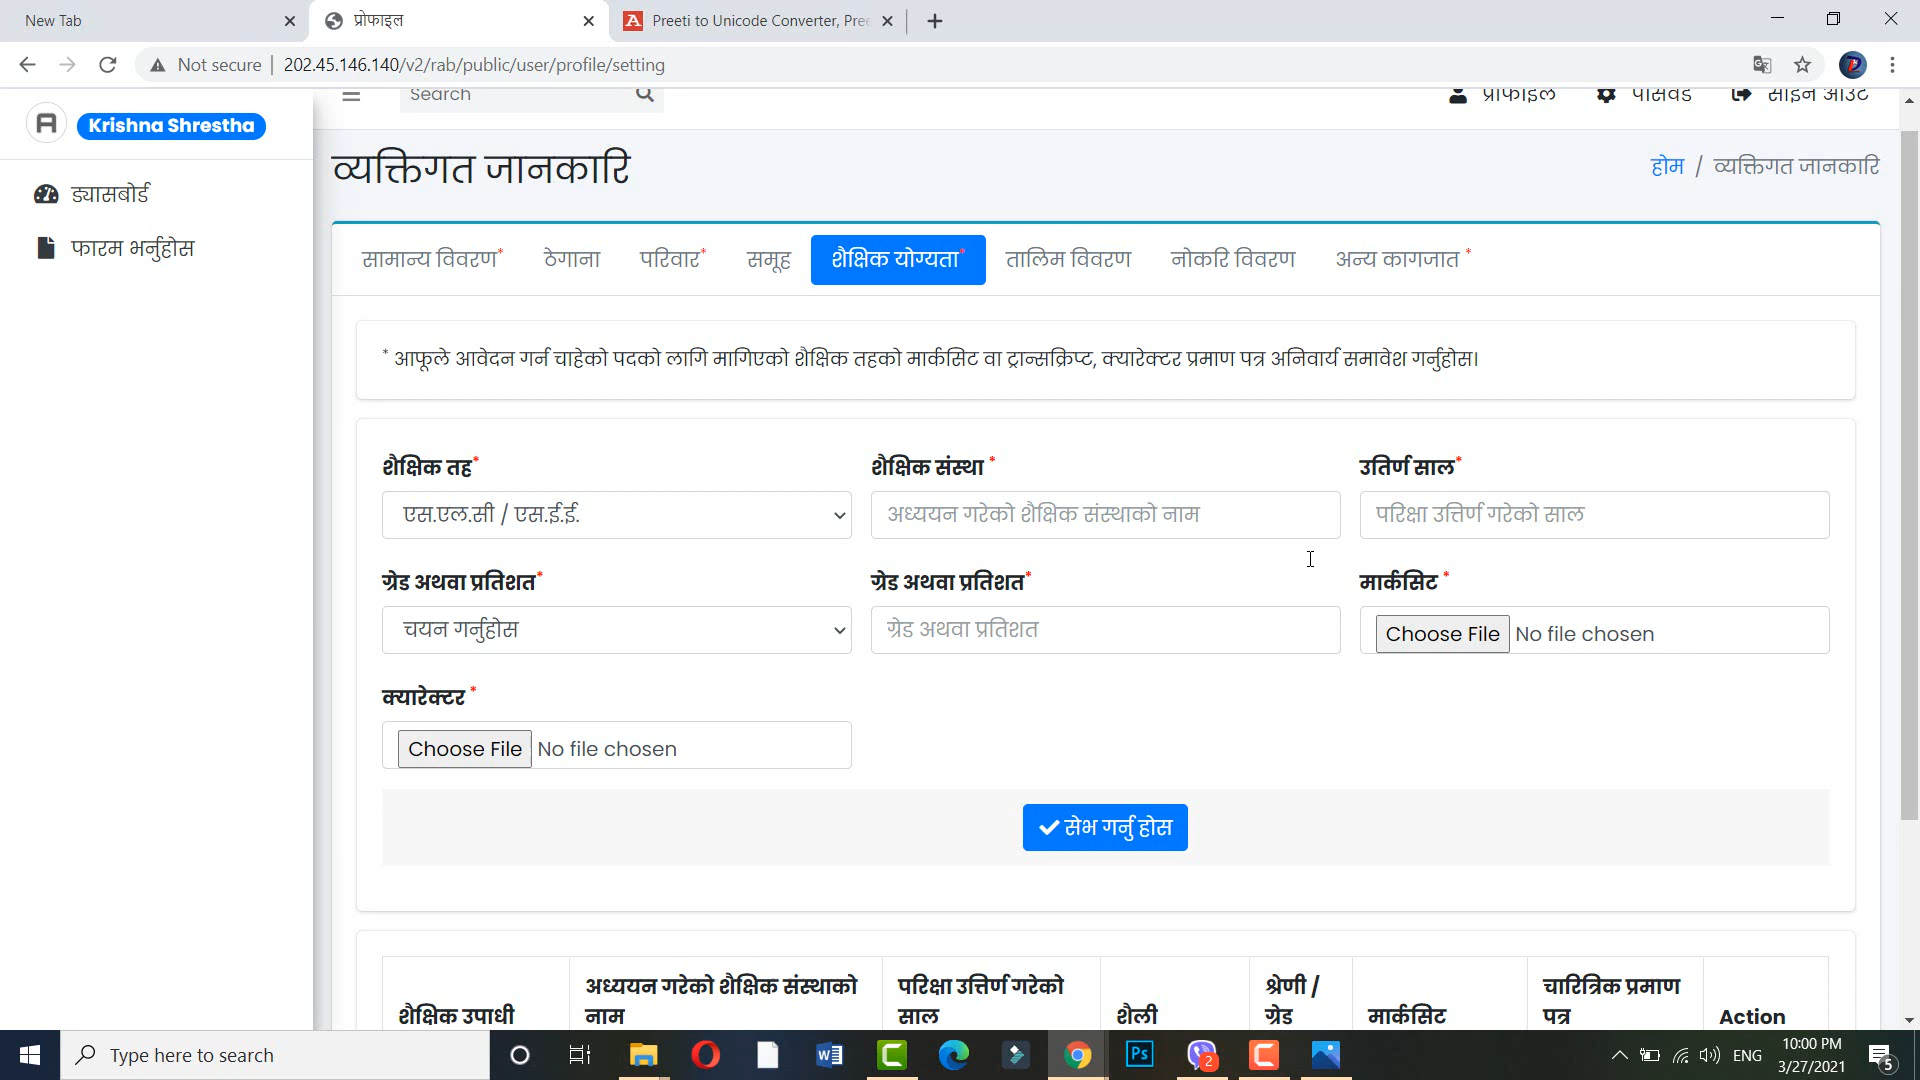 New Tab
प्रोफाइल
Preeti to Unicode Converter, Pree
Not secure
202.45.146.140/v2/rab/public/user/profile/setting
Krishna Shrestha
Search
प्रोफाइल
पासवर्ड
साइन आउट
ड्यासबोर्ड
फारम भर्नुहोस
व्यक्तिगत जानकारि
होम / व्यक्तिगत जानकारि
सामान्य विवरण*
ठेगाना
परिवार*
समूह
शैक्षिक योग्यता*
तालिम विवरण
नोकरि विवरण
अन्य कागजात *
* आफूले आवेदन गर्न चाहेको पदको लागि मागिएको शैक्षिक तहको मार्कसिट वा ट्रान्सक्रिप्ट, क्यारेक्टर प्रमाण पत्र अनिवार्य समावेश गर्नुहोस।
शैक्षिक तह*
शैक्षिक संस्था *
उतिर्ण साल*
एस.एल.सी / एस.ई.ई.
अध्ययन गरेको शैक्षिक संस्थाको नाम
परिक्षा उत्तिर्ण गरेको साल
ग्रेड अथवा प्रतिशत*
ग्रेड अथवा प्रतिशत*
मार्कसिट *
चयन गर्नुहोस
ग्रेड अथवा प्रतिशत
Choose File No file chosen
क्यारेक्टर *
Choose File No file chosen
सेभ गर्नु होस
शैक्षिक उपाधी
अध्ययन गरेको शैक्षिक संस्थाको
नाम
परिक्षा उत्तिर्ण गरेको
साल
शैली
श्रेणी /
ग्रेड
मार्कसिट
चारित्रिक प्रमाण
पत्र
Action
Type here to search
Ps
2
ENG
10:00 PM
3/27/2021
5